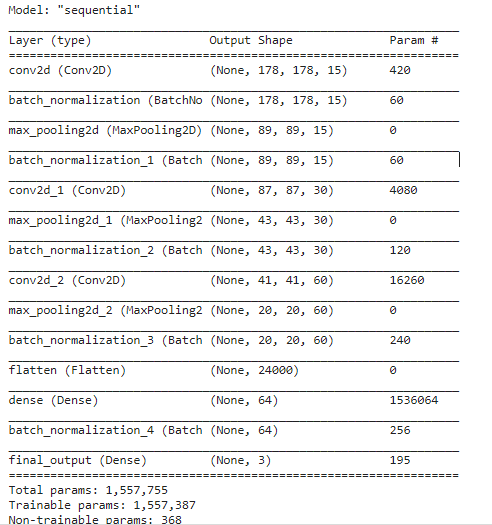 Model: "sequential"
Layer (type) Output Shape Param #
conv2d (Conv2D) (None, 178, 178, 15) 420
batch_normalization (BatchNo (None, 178, 178, 15) 60
max_pooling2d (MaxPooling2D) (None, 89, 89, 15) 0
batch_normalization_1 (Batch (None, 89, 89, 15) 60
conv2d_1 (Conv2D) (None, 87, 87, 30) 4080
max_pooling2d_1 (MaxPooling2 (None, 43, 43, 30) 0
batch_normalization_2 (Batch (None, 43, 43, 30) 120
conv2d_2 (Conv2D) (None, 41, 41, 60) 16260
max_pooling2d_2 (MaxPooling2 (None, 20, 20, 60) 0
batch_normalization_3 (Batch (None, 20, 20, 60) 240
flatten (Flatten) (None, 24000) 0
dense (Dense) (None, 64) 1536064
batch_normalization_4 (Batch (None, 64) 256
final_output (Dense) (None, 3) 195
Total params: 1,557,755
Trainable params: 1,557,387
Non-trainable params: 368